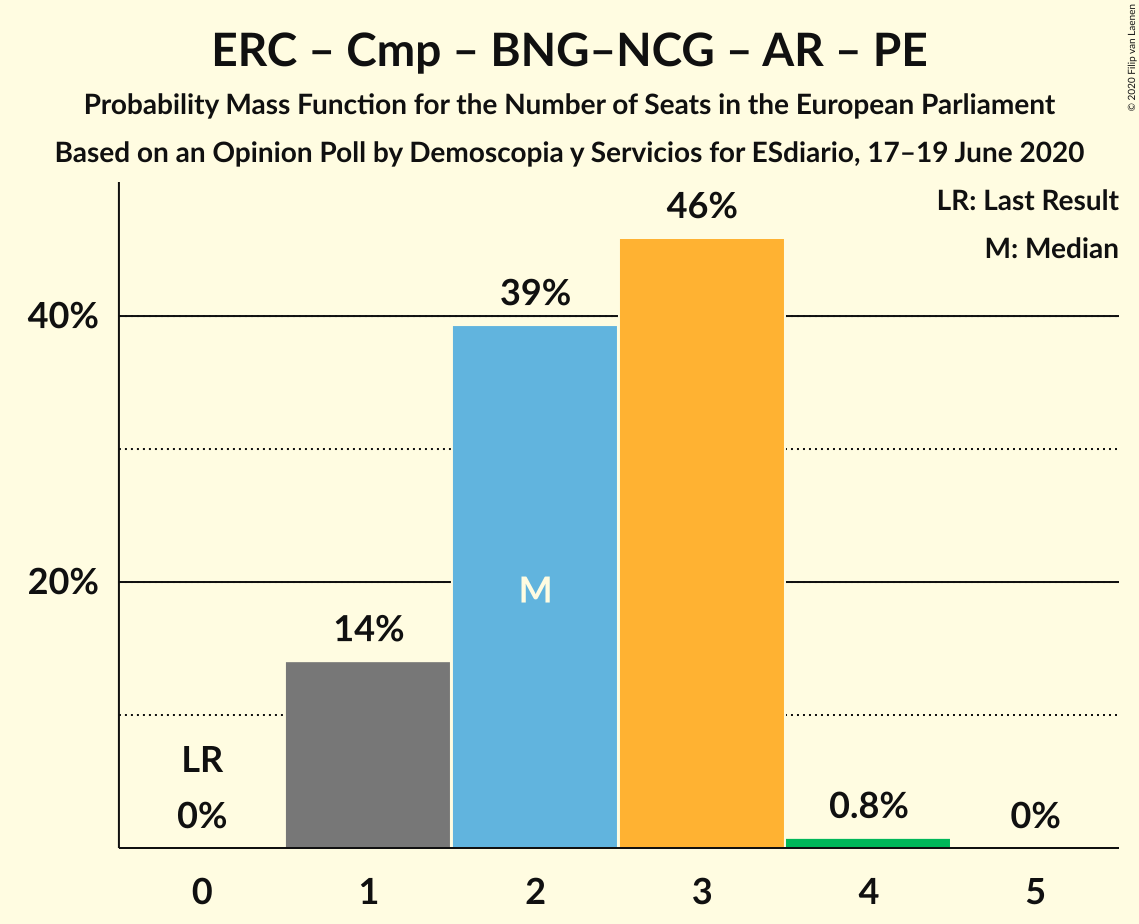 ERC – Cmp – BNG–NCG – AR – PE
Probability Mass Function for the Number of Seats in the European Parliament
Based on an Opinion Poll by Demoscopia y Servicios for ESdiario, 17–19 June 2020
© 2020 Filip van Laenen
LR: Last Result
M: Median
46%
39%
40%
M
20%
14%
LR
0%
0.8%
0%
0 1 2 3 4 5